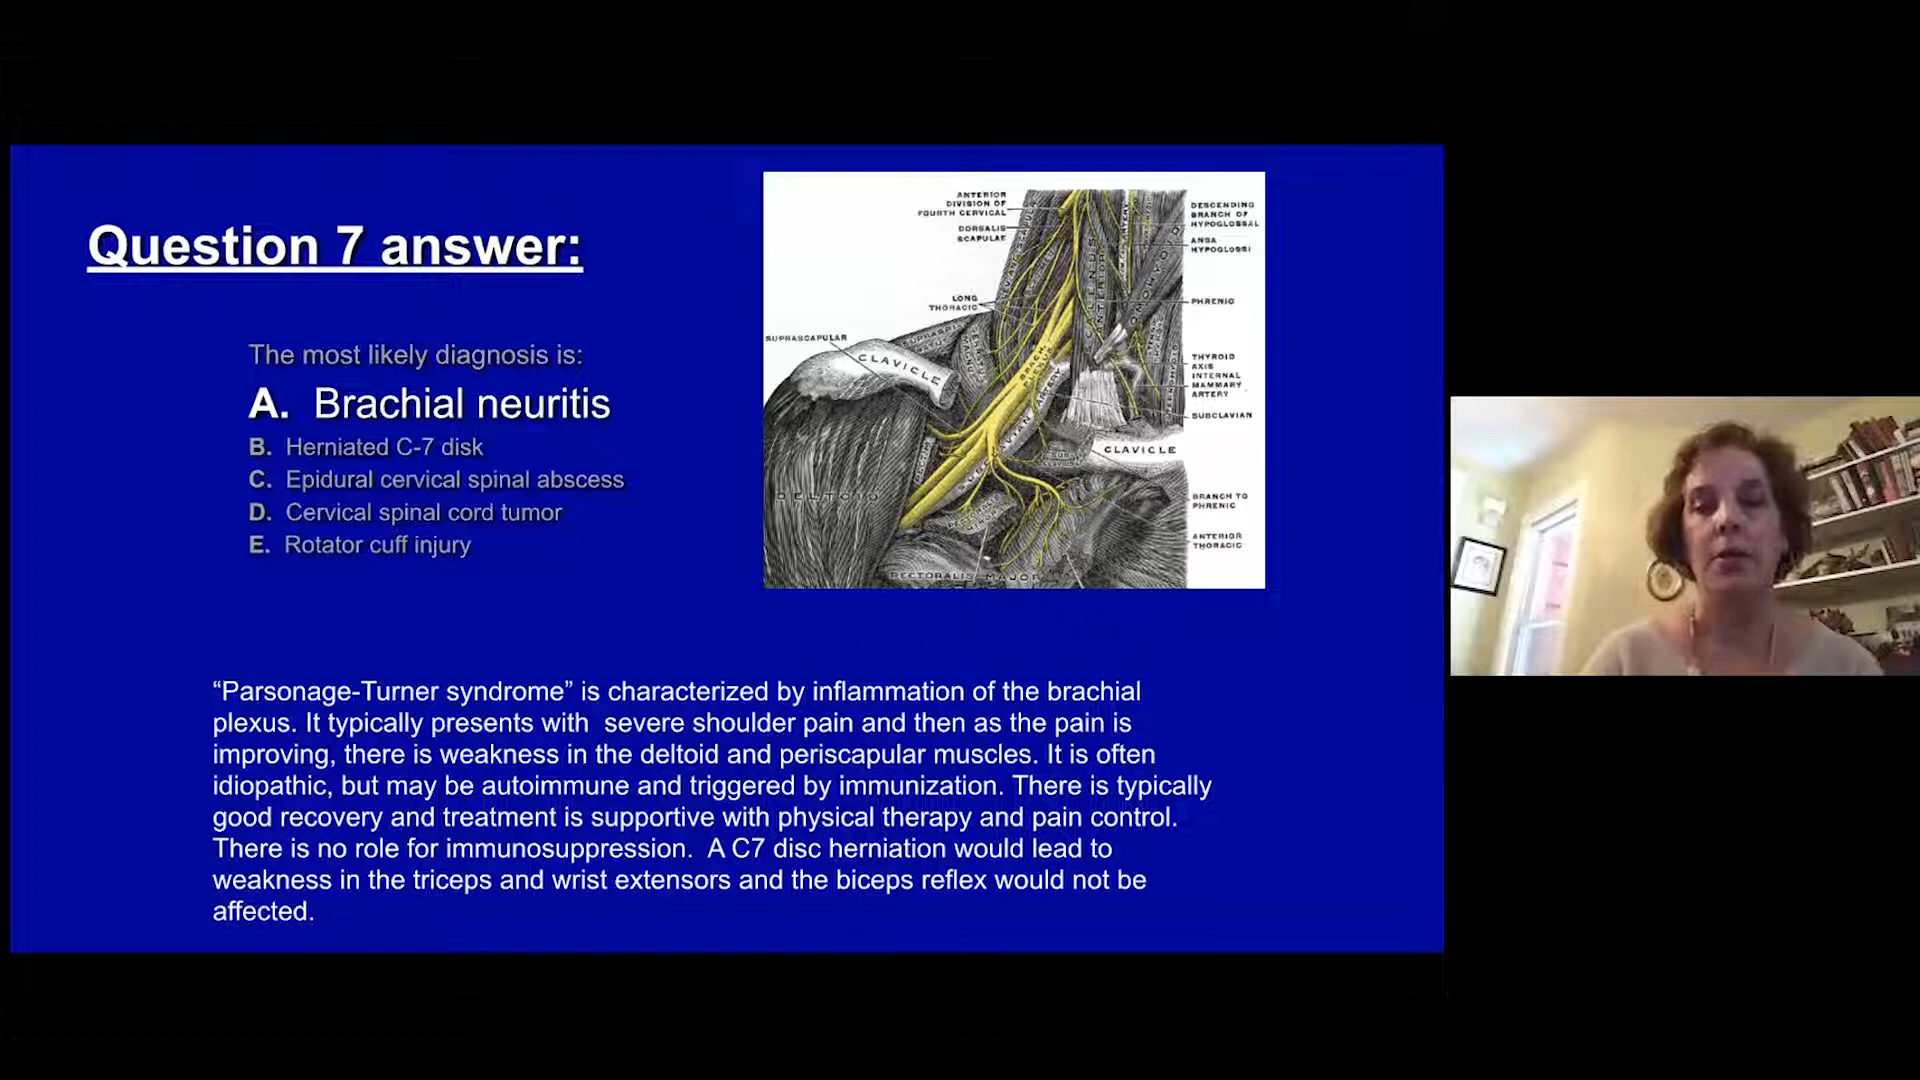 Question 7 answer:
The most likely diagnosis is:
A. Brachial neuritis
B. Herniated C-7 disk
C. Epidural cervical spinal abscess
D. Cervical spinal cord tumor
E. Rotator cuff injury
ANTERIOR
DIVISION OF
FOURTH CERVICAL
DORSALIS
SCAPULAE
LONG
THORACIC
SUPRASCAPULAR
CLAVICLE
DELTOID
PECTORALIS MAJOR
DESCENDING
BRANCH OF
HYPOGLOSSAL
ANSA
HYPOGLOSSI
PHRENIC
THYROID
AXIS
INTERNAL
MAMMARY
ARTERY
SUBCLAVIAN
CLAVICLE
BRANCH TO
PHRENIC
ANTERIOR
THORACIC
“Parsonage-Turner syndrome” is characterized by inflammation of the brachial
plexus. It typically presents with severe shoulder pain and then as the pain is
improving, there is weakness in the deltoid and periscapular muscles. It is often
idiopathic, but may be autoimmune and triggered by immunization. There is typically
good recovery and treatment is supportive with physical therapy and pain control.
There is no role for immunosuppression. A C7 disc herniation would lead to
weakness in the triceps and wrist extensors and the biceps reflex would not be
affected.